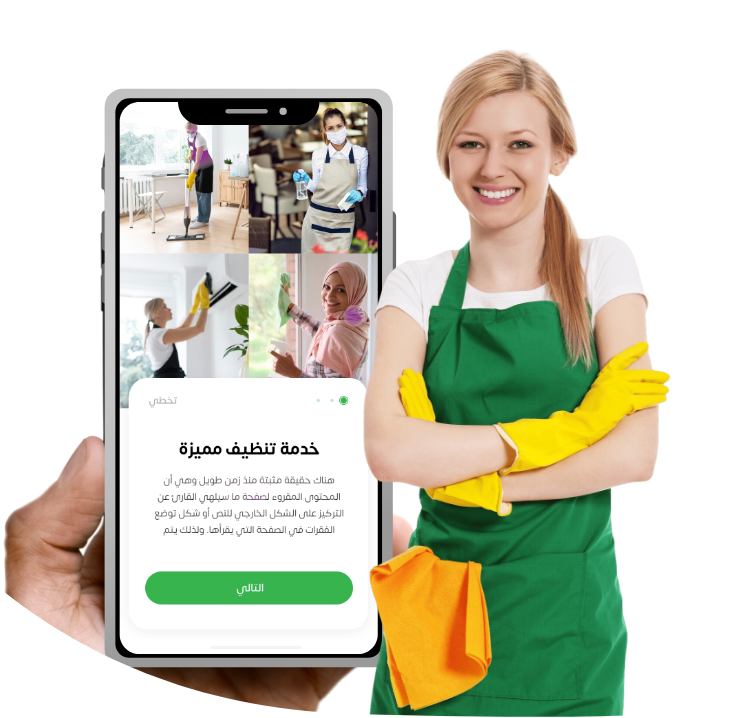 تخطي
خدمة تنظيف مميزة
هناك حقيقة مثبتة منذ زمن طويل وهي أن
المحتوى المقروء لصفحة ما سيلهي القارئ عن
التركيز على الشكل الخارجي للنص أو شكل توضع
الفقرات في الصفحة التي يقرأها. ولذلك يتم
التالي